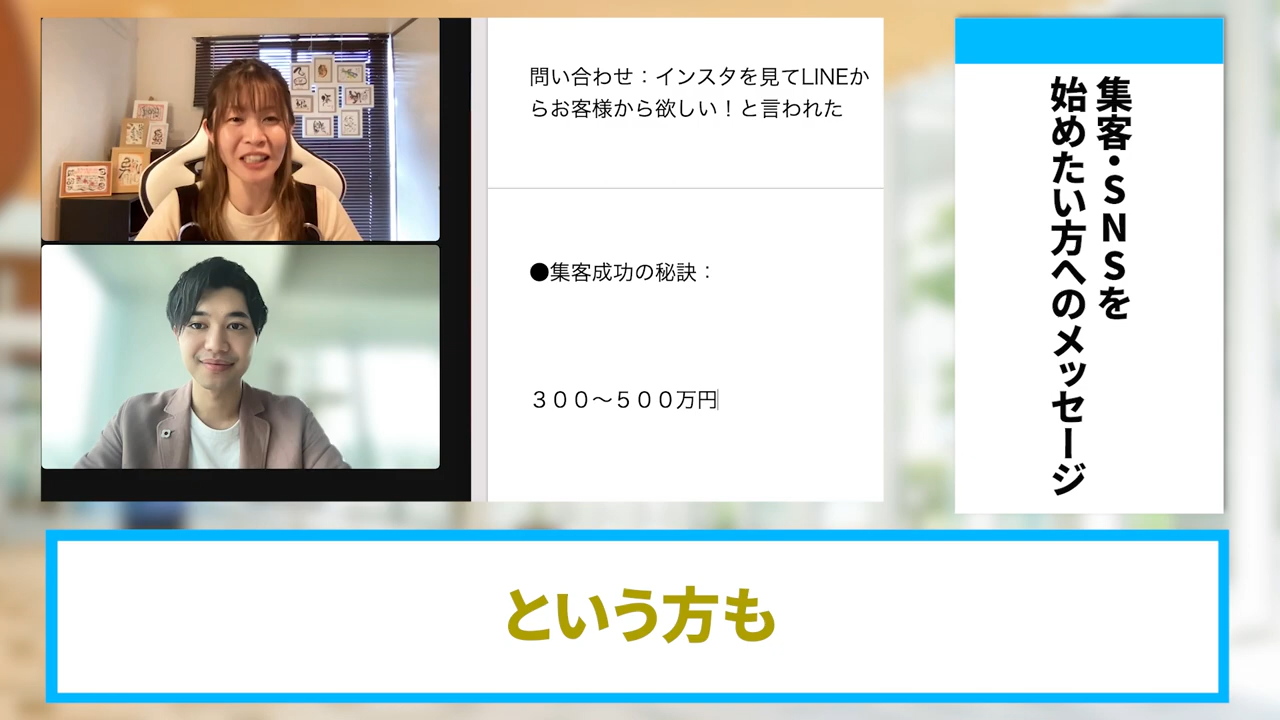 問い合わせ：インスタを見てLINEか
らお客様から欲しい！と言われた
●集客成功の秘訣：
３００～５００万円
集客・SNSを
始めたい方へのメッセージ
という方も